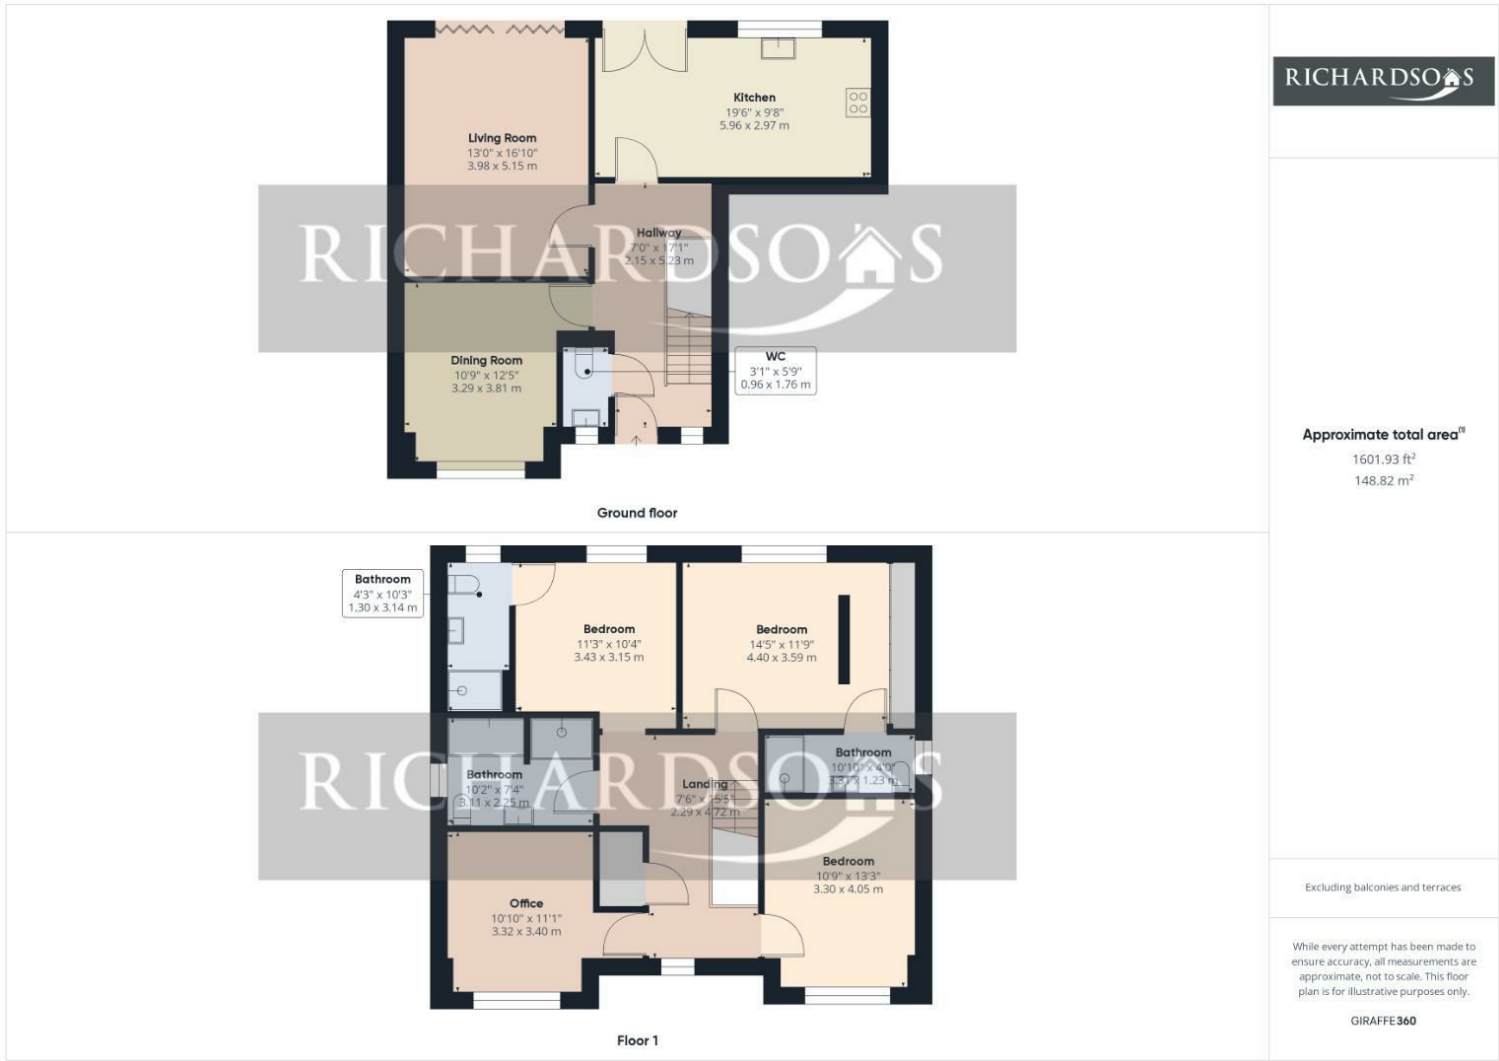 Living Room
13'0" x 16'10"
3.98 x 5.15 m
Kitchen
19'6" x 9'8"
5.96 x 2.97 m
Hallway
7'0" x 17'1"
2.15 x 5.23 m
Dining Room
10'9" x 12'5"
3.29 x 3.81 m
WC
3'1" x 5'9"
0.96 x 1.76 m
RICHARDSONS
Ground floor
Bathroom
4'3" x 10'3"
1.30 x 3.14 m
Bedroom
11'3" x 10'4"
3.43 x 3.15 m
Bedroom
14'5" x 11'9"
4.40 x 3.59 m
Bathroom
10'2" x 7'4"
3.11 x 2.25 m
Landing
7'6" x 15'5"
2.29 x 4.72 m
Bathroom
10'10" x 4'0"
3.31 x 1.23 m
Bedroom
10'9" x 13'3"
3.30 x 4.05 m
Office
10'10" x 11'1"
3.32 x 3.40 m
RICHARDSONS
Floor 1
RICHARDSONS
Approximate total area⁽¹⁾
1601.93 ft²
148.82 m²
Excluding balconies and terraces
While every attempt has been made to
ensure accuracy, all measurements are
approximate, not to scale. This floor
plan is for illustrative purposes only.
GIRAFFE360